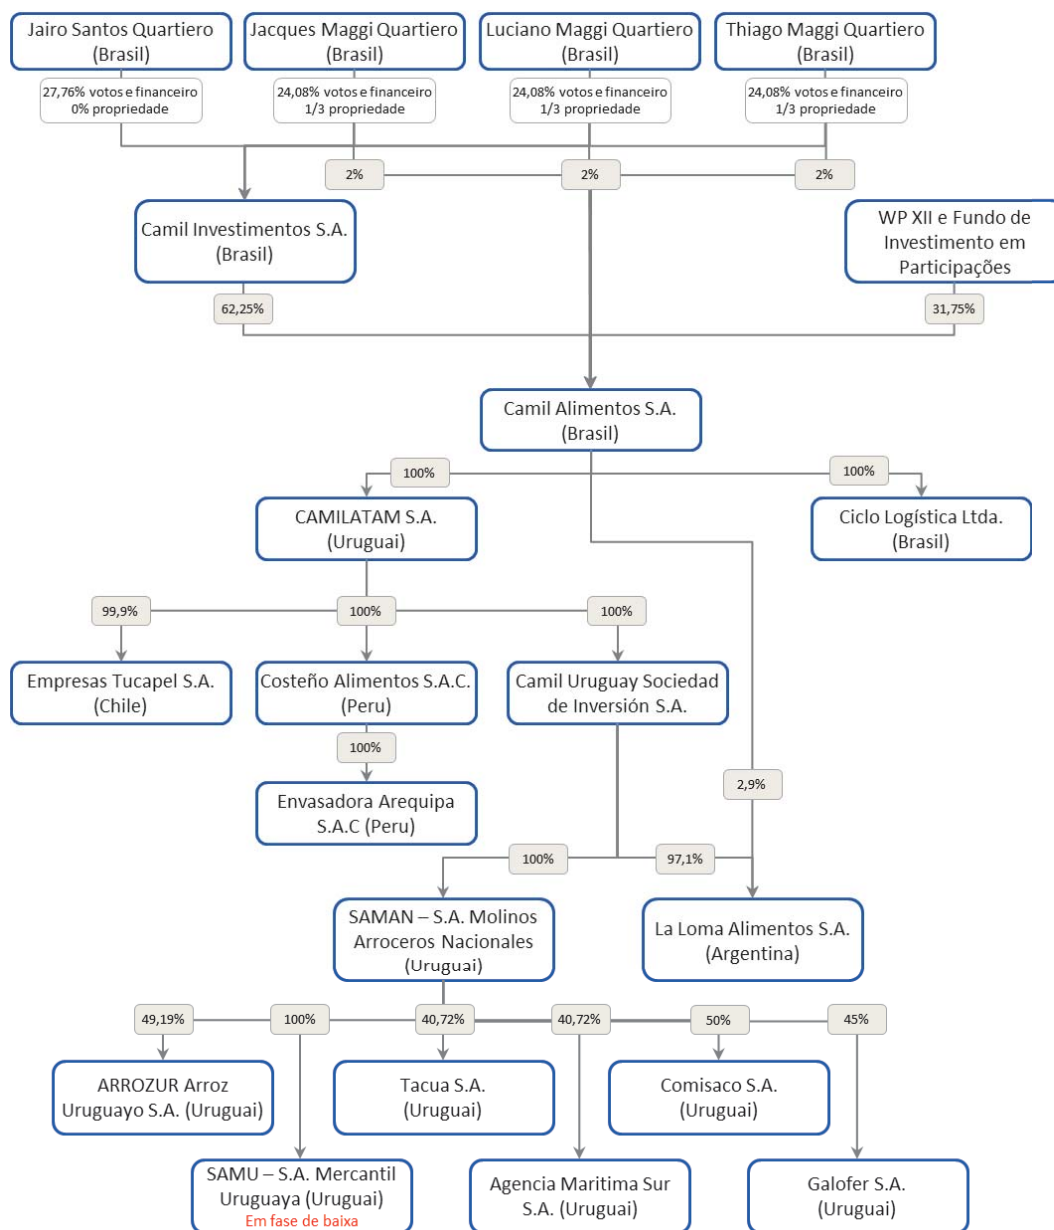 Jairo Santos Quartiero
(Brasil)
Jacques Maggi Quartiero
(Brasil)
Luciano Maggi Quartiero
(Brasil)
Thiago Maggi Quartiero
(Brasil)
27,76% votos e financeiro
0% propriedade
24,08% votos e financeiro
1/3 propriedade
24,08% votos e financeiro
1/3 propriedade
24,08% votos e financeiro
1/3 propriedade
2%
2%
2%
Camil Investimentos S.A.
(Brasil)
WP XII e Fundo de
Investimento em
Participações
62,25%
31,75%
Camil Alimentos S.A.
(Brasil)
100%
100%
CAMILATAM S.A.
(Uruguai)
Ciclo Logística Ltda.
(Brasil)
99,9%
100%
100%
Empresas Tucapel S.A.
(Chile)
Costeño Alimentos S.A.C.
(Peru)
Camil Uruguay Sociedad
de Inversión S.A.
100%
2,9%
Envasadora Arequipa
S.A.C (Peru)
100%
97,1%
SAMAN – S.A. Molinos
Arroceros Nacionales
(Uruguai)
La Loma Alimentos S.A.
(Argentina)
49,19%
100%
40,72%
40,72%
50%
45%
ARROZUR Arroz
Uruguayo S.A. (Uruguai)
Tacua S.A.
(Uruguai)
Comisaco S.A.
(Uruguai)
SAMU – S.A. Mercantil
Uruguaya (Uruguai)
Em fase de baixa
Agencia Maritima Sur
S.A. (Uruguai)
Galofer S.A.
(Uruguai)